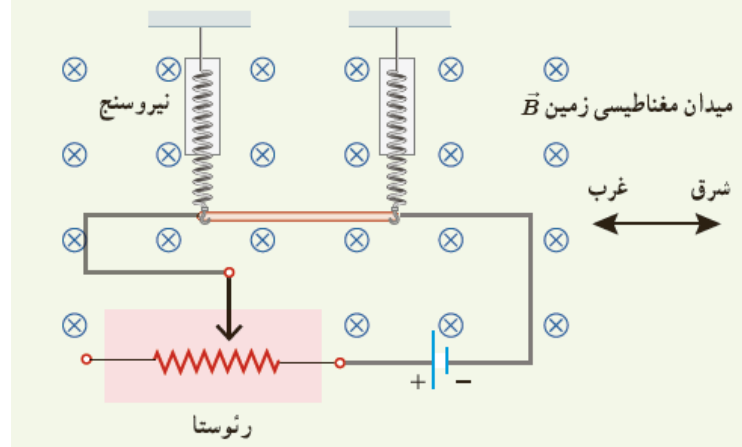 نیروسنج
میدان مغناطیسی زمین B⃗
شرق
غرب
+ −
رئوستا